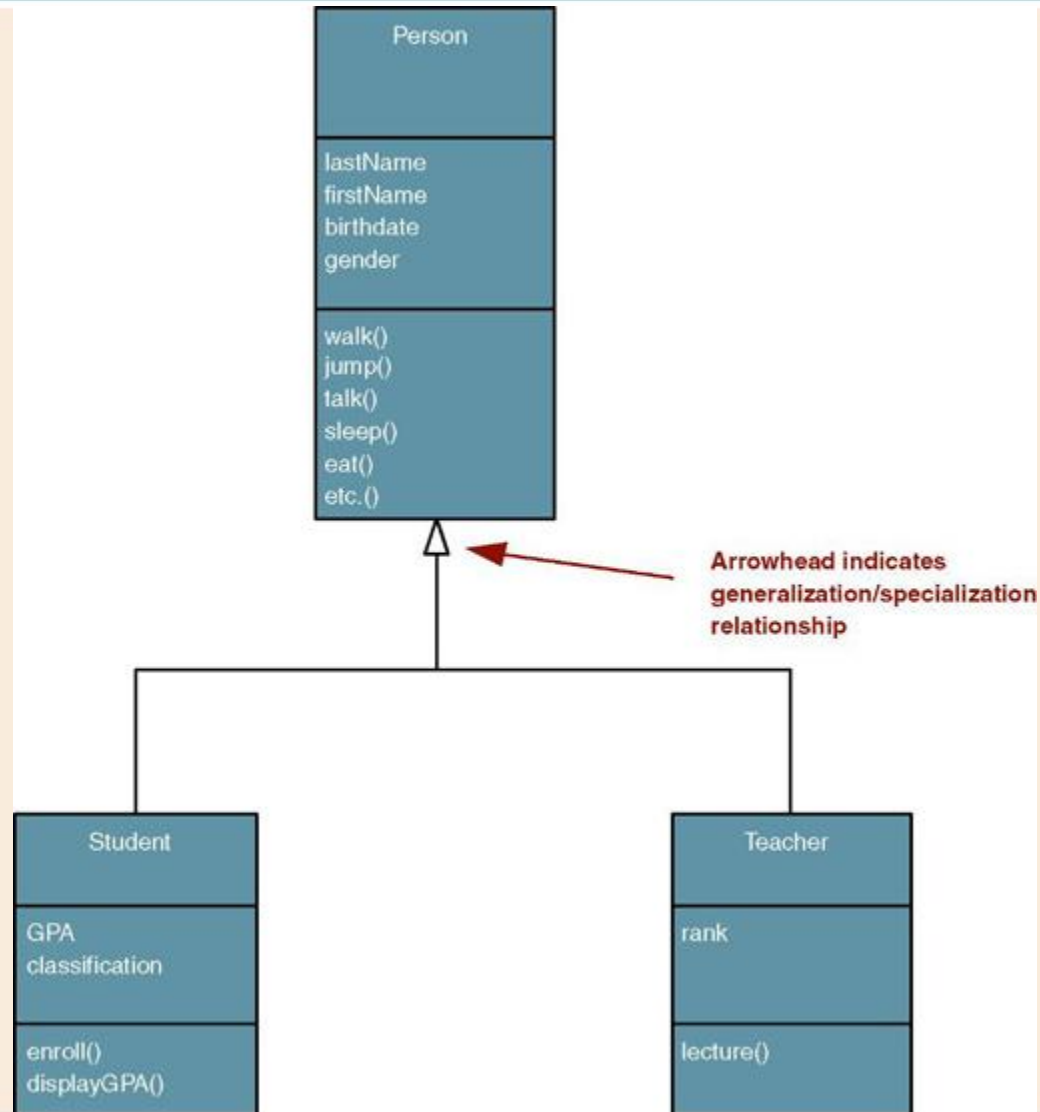 Person
lastName
firstName
birthdate
gender
walk()
jump()
talk()
sleep()
eat()
etc.()
Arrowhead indicates
generalization/specialization
relationship
Student
GPA
classification
enroll()
displayGPA()
Teacher
rank
lecture()